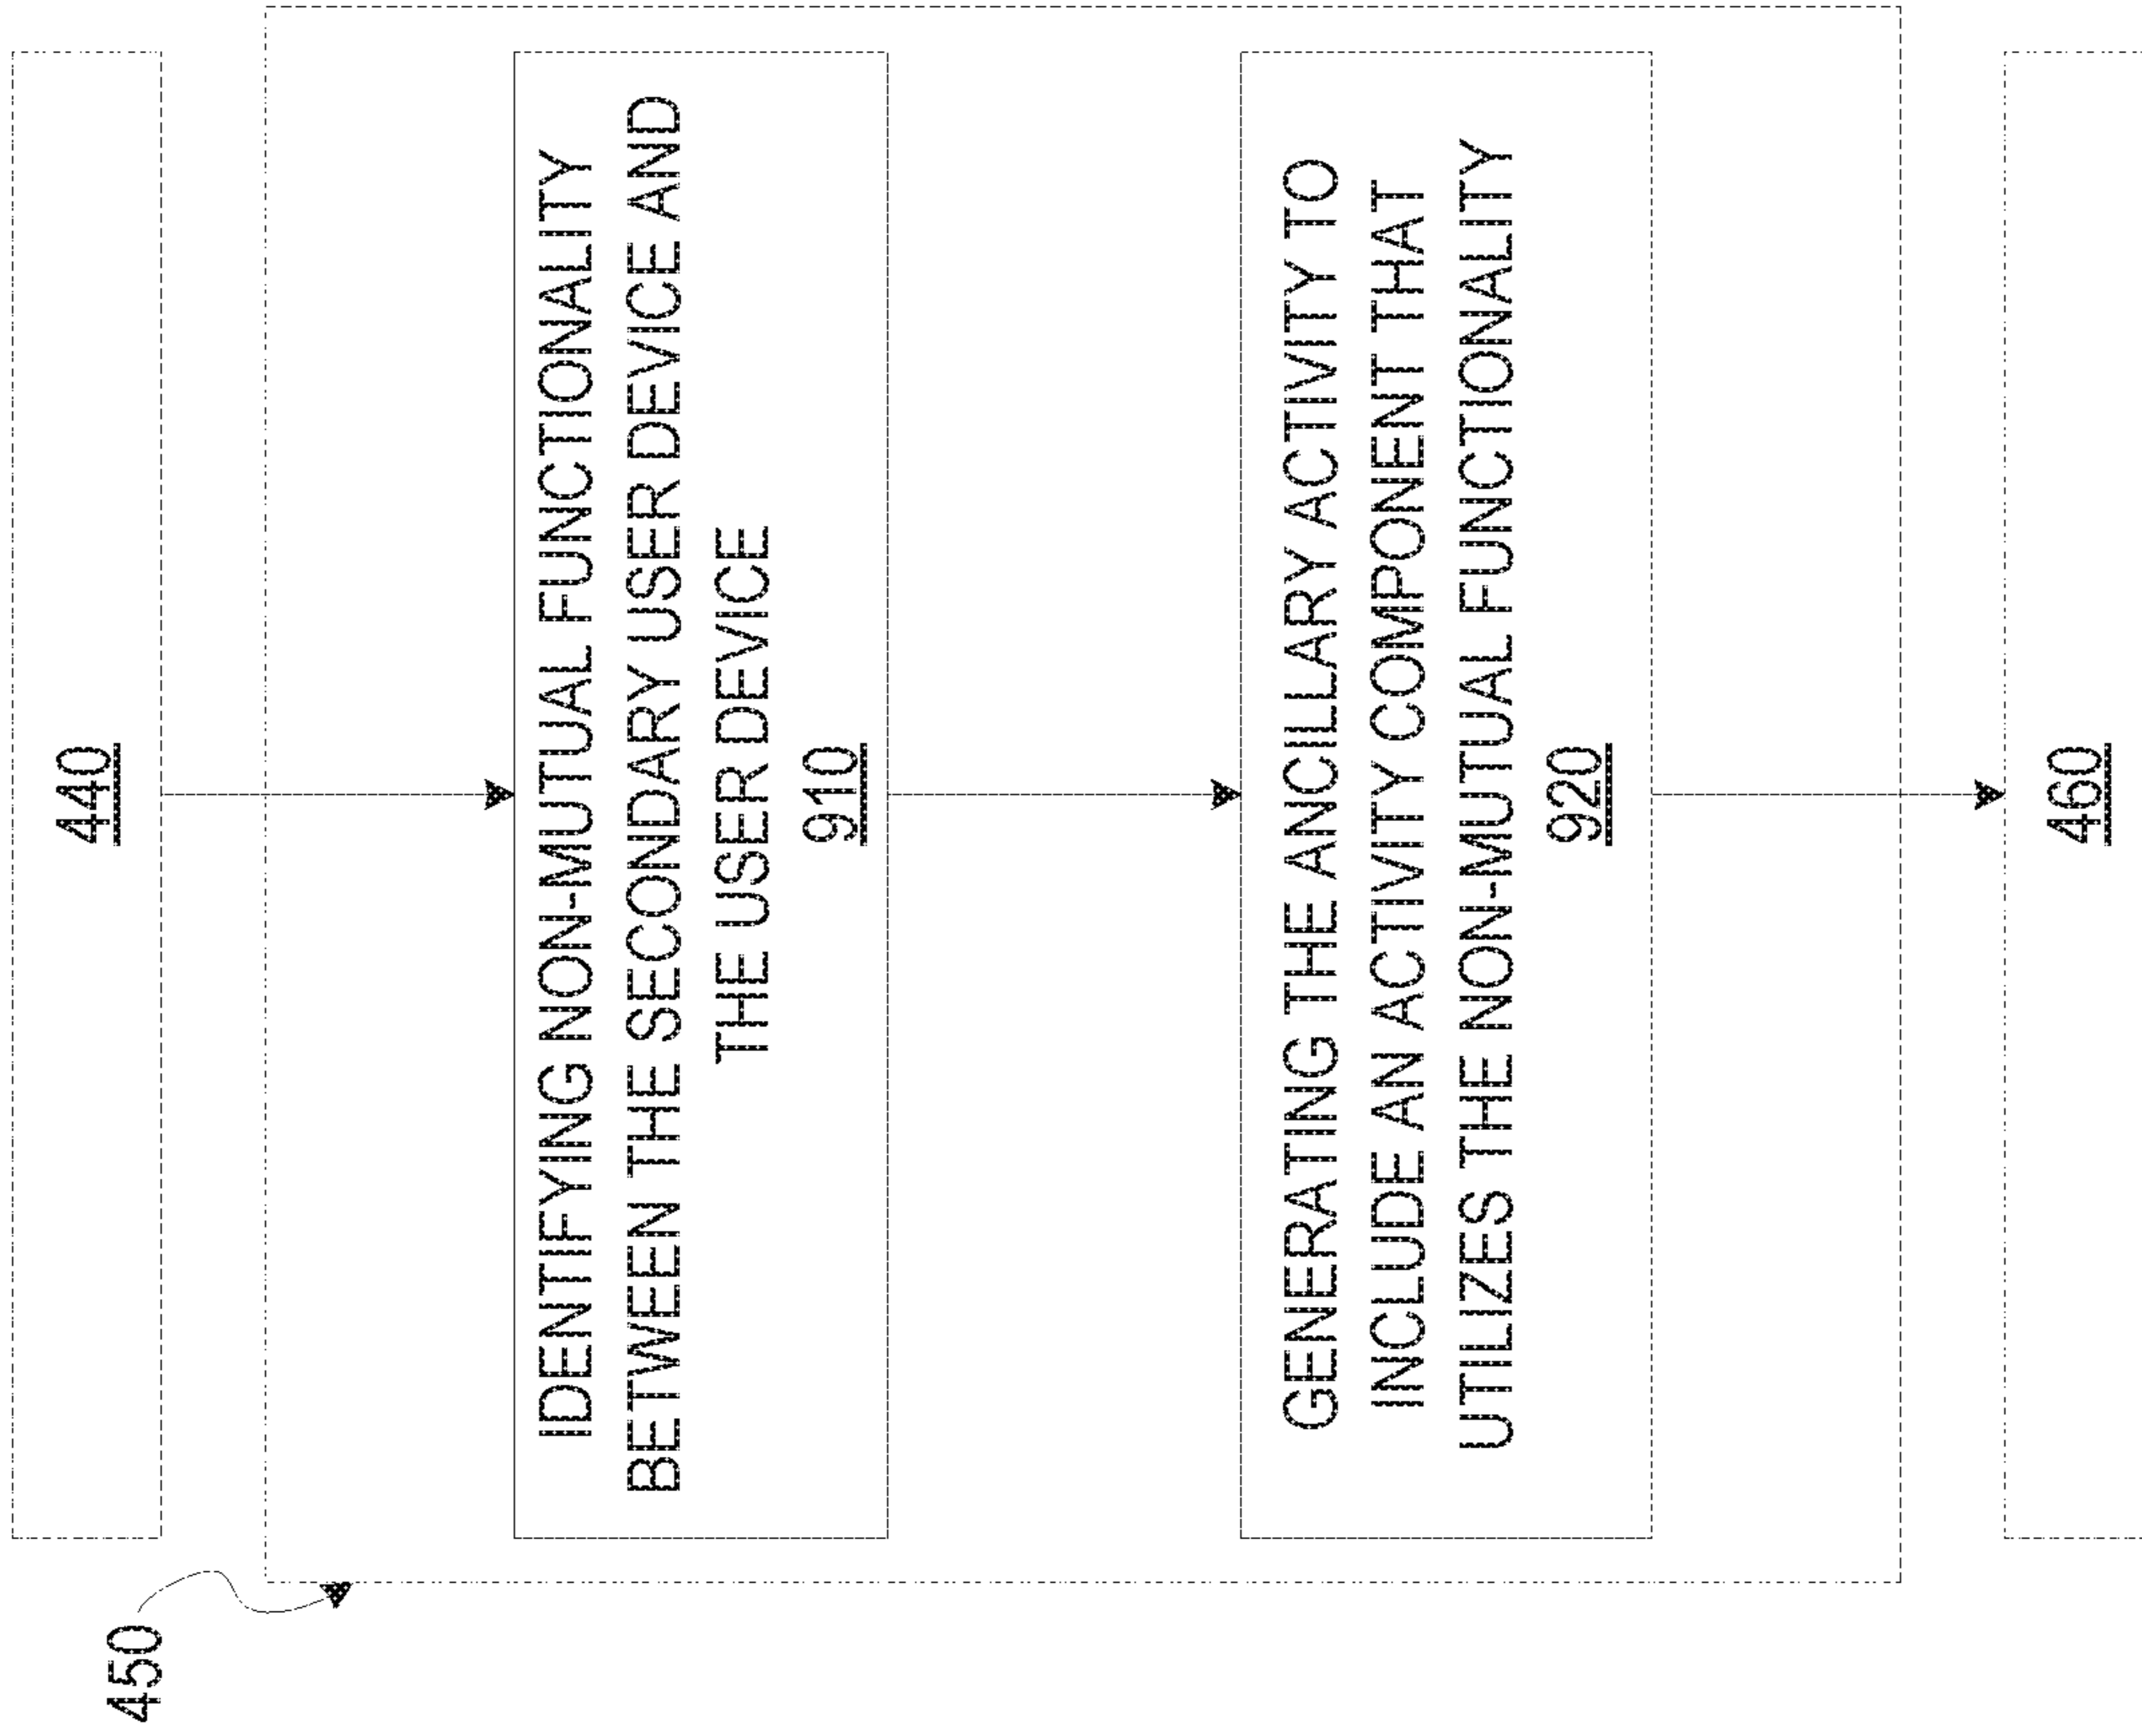 440
450
IDENTIFYING NON-MUTUAL FUNCTIONALITY
BETWEEN THE SECONDARY USER DEVICE AND
THE USER DEVICE
910
GENERATING THE ANCILLARY ACTIVITY TO
INCLUDE AN ACTIVITY COMPONENT THAT
UTILIZES THE NON-MUTUAL FUNCTIONALITY
920
460